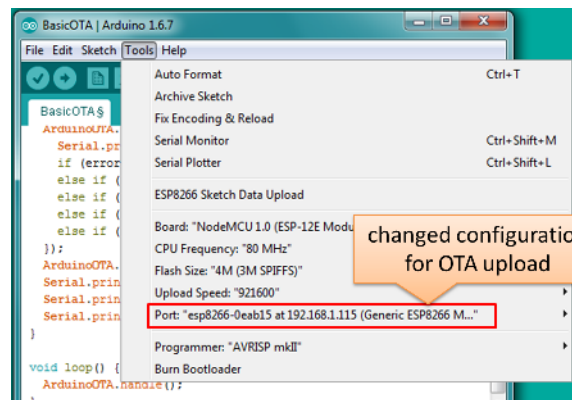 BasicOTA | Arduino 1.6.7
File Edit Sketch Tools Help
BasicOTA§
ArduinoOTA.
Serial.pr
if (error
else if (
else if (
else if (
else if (
});
ArduinoOTA.
Serial.prin
Serial.prin
Serial.prin
}
void loop() {
ArduinoOTA.handle();
Auto Format Ctrl+T
Archive Sketch
Fix Encoding & Reload
Serial Monitor Ctrl+Shift+M
Serial Plotter Ctrl+Shift+L
ESP8266 Sketch Data Upload
Board: "NodeMCU 1.0 (ESP-12E Modu
CPU Frequency: "80 MHz"
Flash Size: "4M (3M SPIFFS)"
Upload Speed: "921600"
Port: "esp8266-0eab15 at 192.168.1.115 (Generic ESP8266 M..."
Programmer: "AVRISP mkII"
Burn Bootloader
changed configuratio
for OTA upload